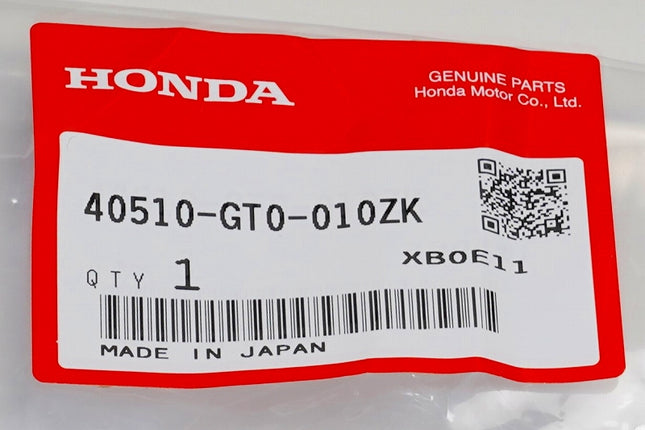 HONDA
GENUINE PARTS
Honda Motor Co., Ltd.
40510-GT0-010ZK
XB0E11
QTY 1
MADE IN JAPAN